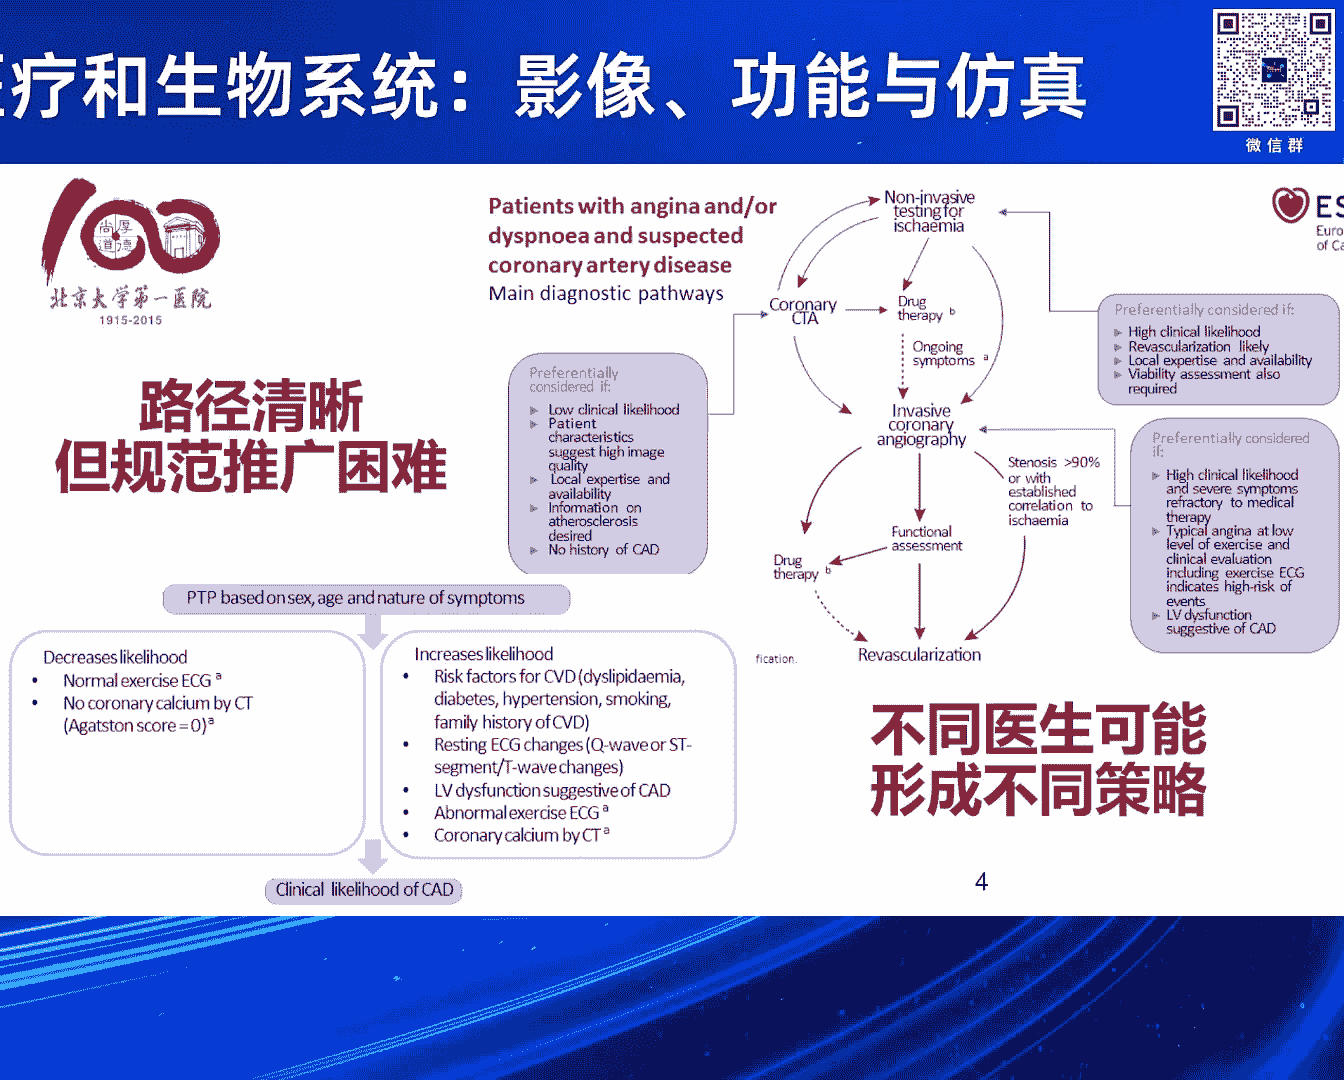 疗和生物系统：影像、功能与仿真
微信群
尚厚
道德
北京大学第一医院
1915-2015
路径清晰
但规范推广困难
Patients with angina and/or
dyspnoea and suspected
coronary artery disease
Main diagnostic pathways
Non-invasive
testing for
ischaemia
Coronary
CTA
Drug
therapy b
Ongoing
symptoms a
Invasive
coronary
angiography
Stenosis >90%
or with
established
correlation to
ischaemia
Functional
assessment
Drug
therapy b
Revascularization
fication.
Preferentially
considered if:
Low clinical likelihood
Patient
characteristics
suggest high image
quality
Local expertise and
availability
Information on
atherosclerosis
desired
No history of CAD
ES
Euro
of Ca
Preferentially considered if:
High clinical likelihood
Revascularization likely
Local expertise and availability
Viability assessment also
required
Preferentially considered
if:
High clinical likelihood
and severe symptoms
refractory to medical
therapy
Typical angina at low
level of exercise and
clinical evaluation
including exercise ECG
indicates high-risk of
events
LV dysfunction
suggestive of CAD
PTP based on sex, age and nature of symptoms
Decreases likelihood
• Normal exercise ECG a
• No coronary calcium by CT
(Agatston score = 0) a
Increases likelihood
• Risk factors for CVD (dyslipidaemia,
diabetes, hypertension, smoking,
family history of CVD)
• Resting ECG changes (Q-wave or ST-
segment/T-wave changes)
• LV dysfunction suggestive of CAD
• Abnormal exercise ECG a
• Coronary calcium by CT a
Clinical likelihood of CAD
不同医生可能
形成不同策略
4